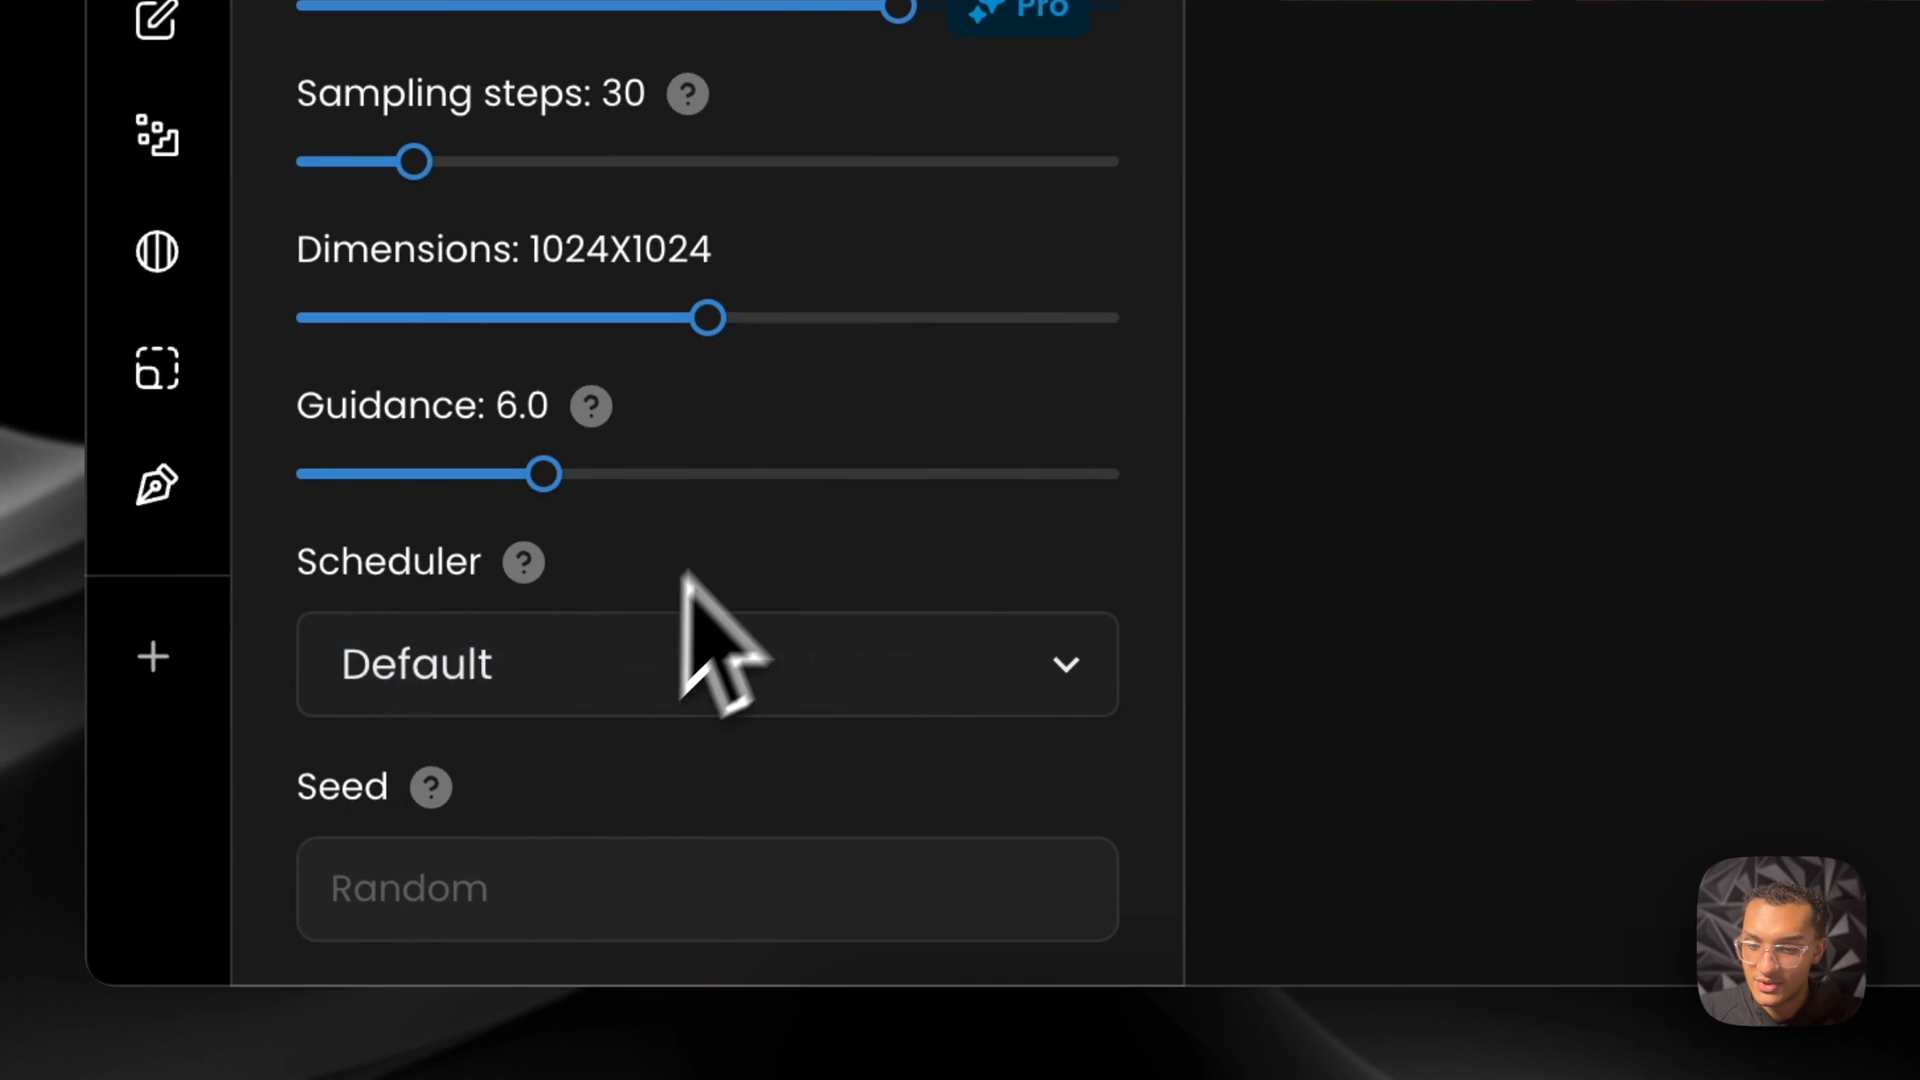 Pro
Sampling steps: 30 ?
Dimensions: 1024X1024
Guidance: 6.0 ?
Scheduler ?
Default
Seed ?
Random